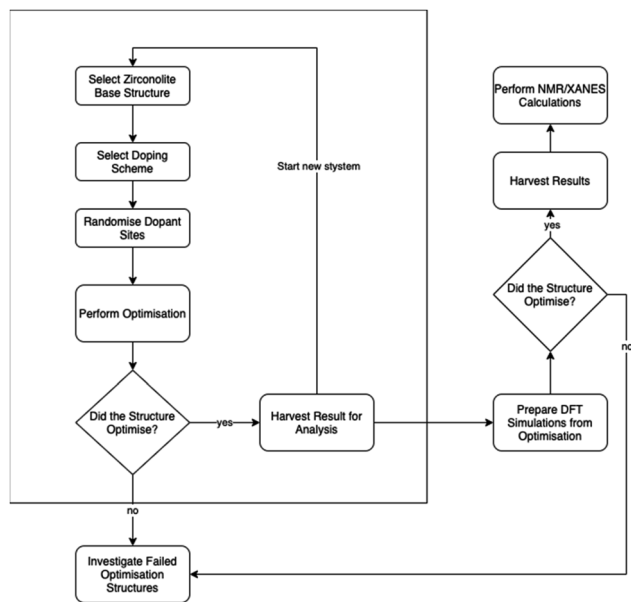 Select Zirconolite
Base Structure
Select Doping
Scheme
Randomise Dopant
Sites
Perform Optimisation
Did the Structure
Optimise?
yes
no
Harvest Result for
Analysis
Start new stystem
Investigate Failed
Optimisation
Structures
Prepare DFT
Simulations from
Optimisation
Did the Structure
Optimise?
yes
no
Harvest Results
Perform NMR/XANES
Calculations